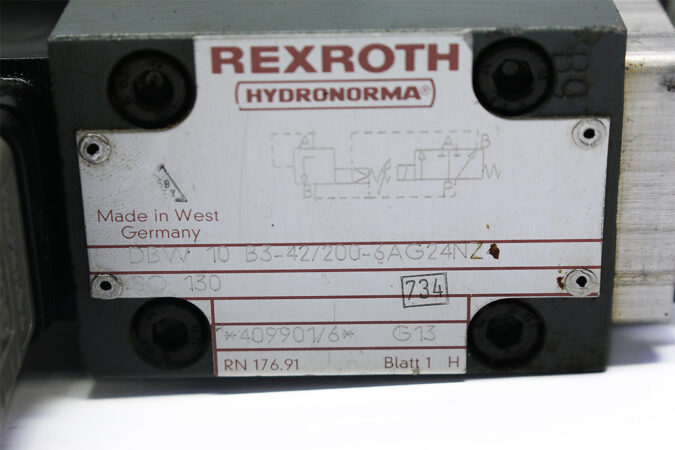 REXROTH
HYDRONORMA®
A
B
A
B
P
Made in West
Germany
DBW 10 B3-42/200-6AG24NZ4
SO 130
734
*409901/6*
G13
RN 176.91
Blatt 1 H